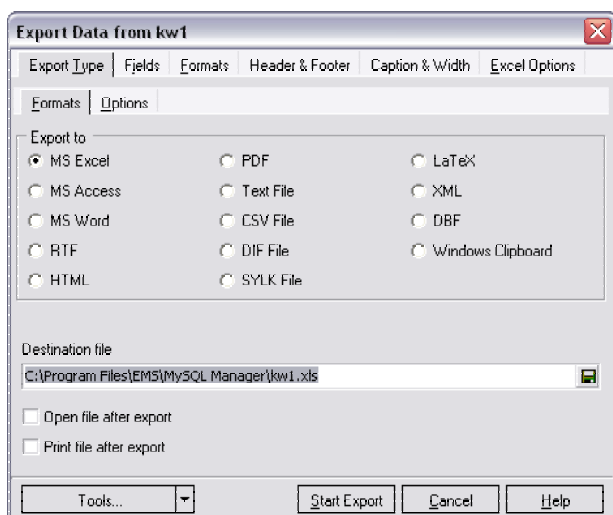 Export Data from kw1
Export Type Fields Formats Header & Footer Caption & Width Excel Options
Formats Options
Export to
MS Excel PDF LaTeX
MS Access Text File XML
MS Word CSV File DBF
RTF DIF File Windows Clipboard
HTML SYLK File
Destination file
C:\Program Files\EMS\MySQL Manager\kw1.xls
Open file after export
Print file after export
Tools... Start Export Cancel Help